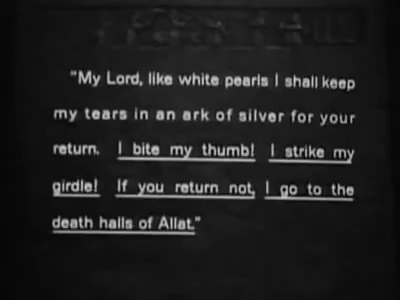 "My Lord, like white pearls I shall keep
my tears in an ark of silver for your
return. I bite my thumb! I strike my
girdle! If you return not, I go to the
death halls of Allat."